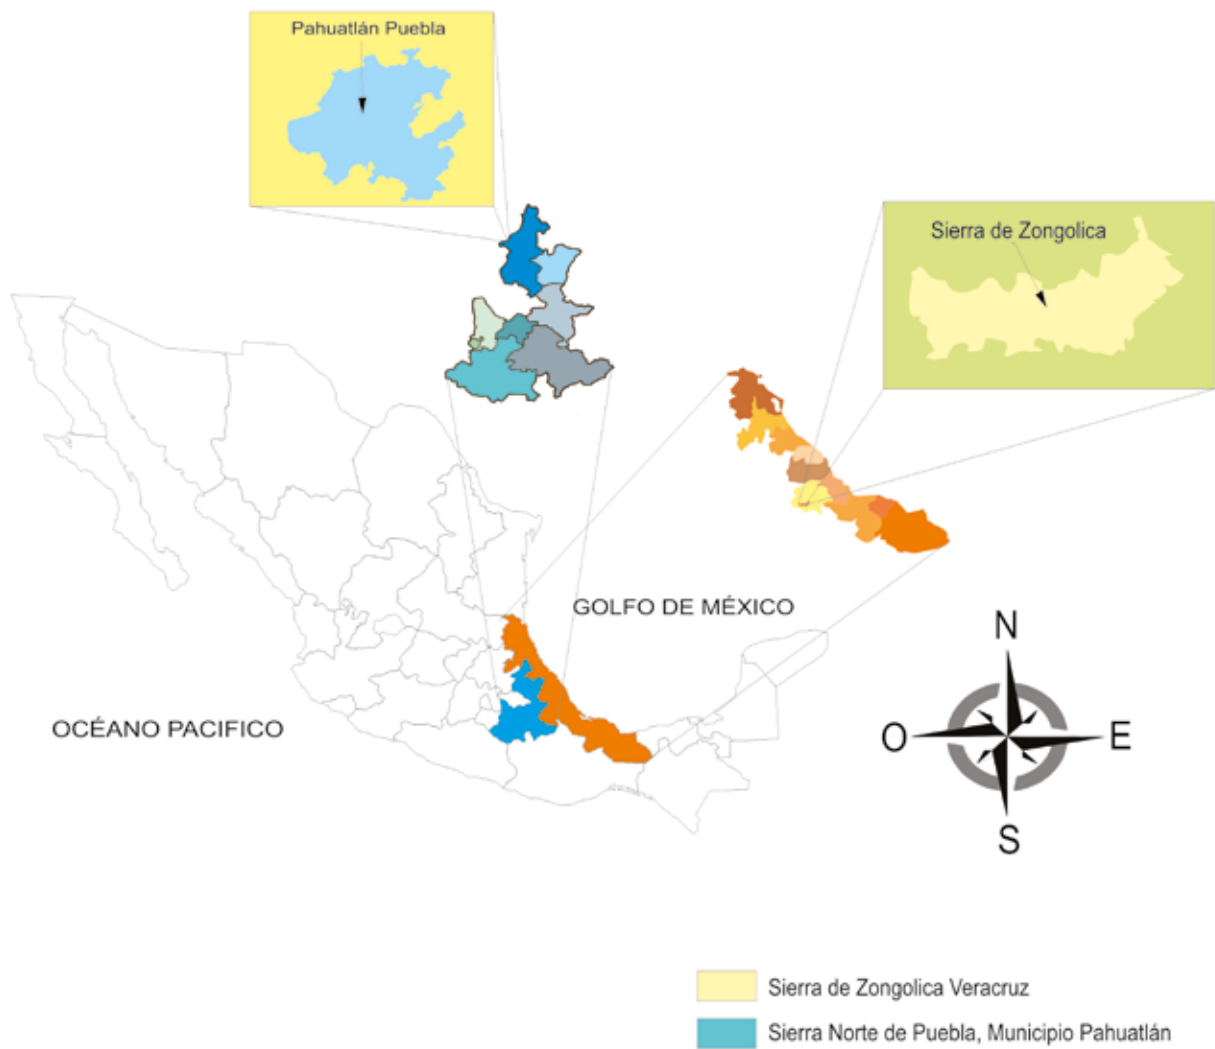 Pahuatlán Puebla
Sierra de Zongolica
GOLFO DE MÉXICO
OCÉANO PACIFICO
N
O
E
S
Sierra de Zongolica Veracruz
Sierra Norte de Puebla, Municipio Pahuatlán